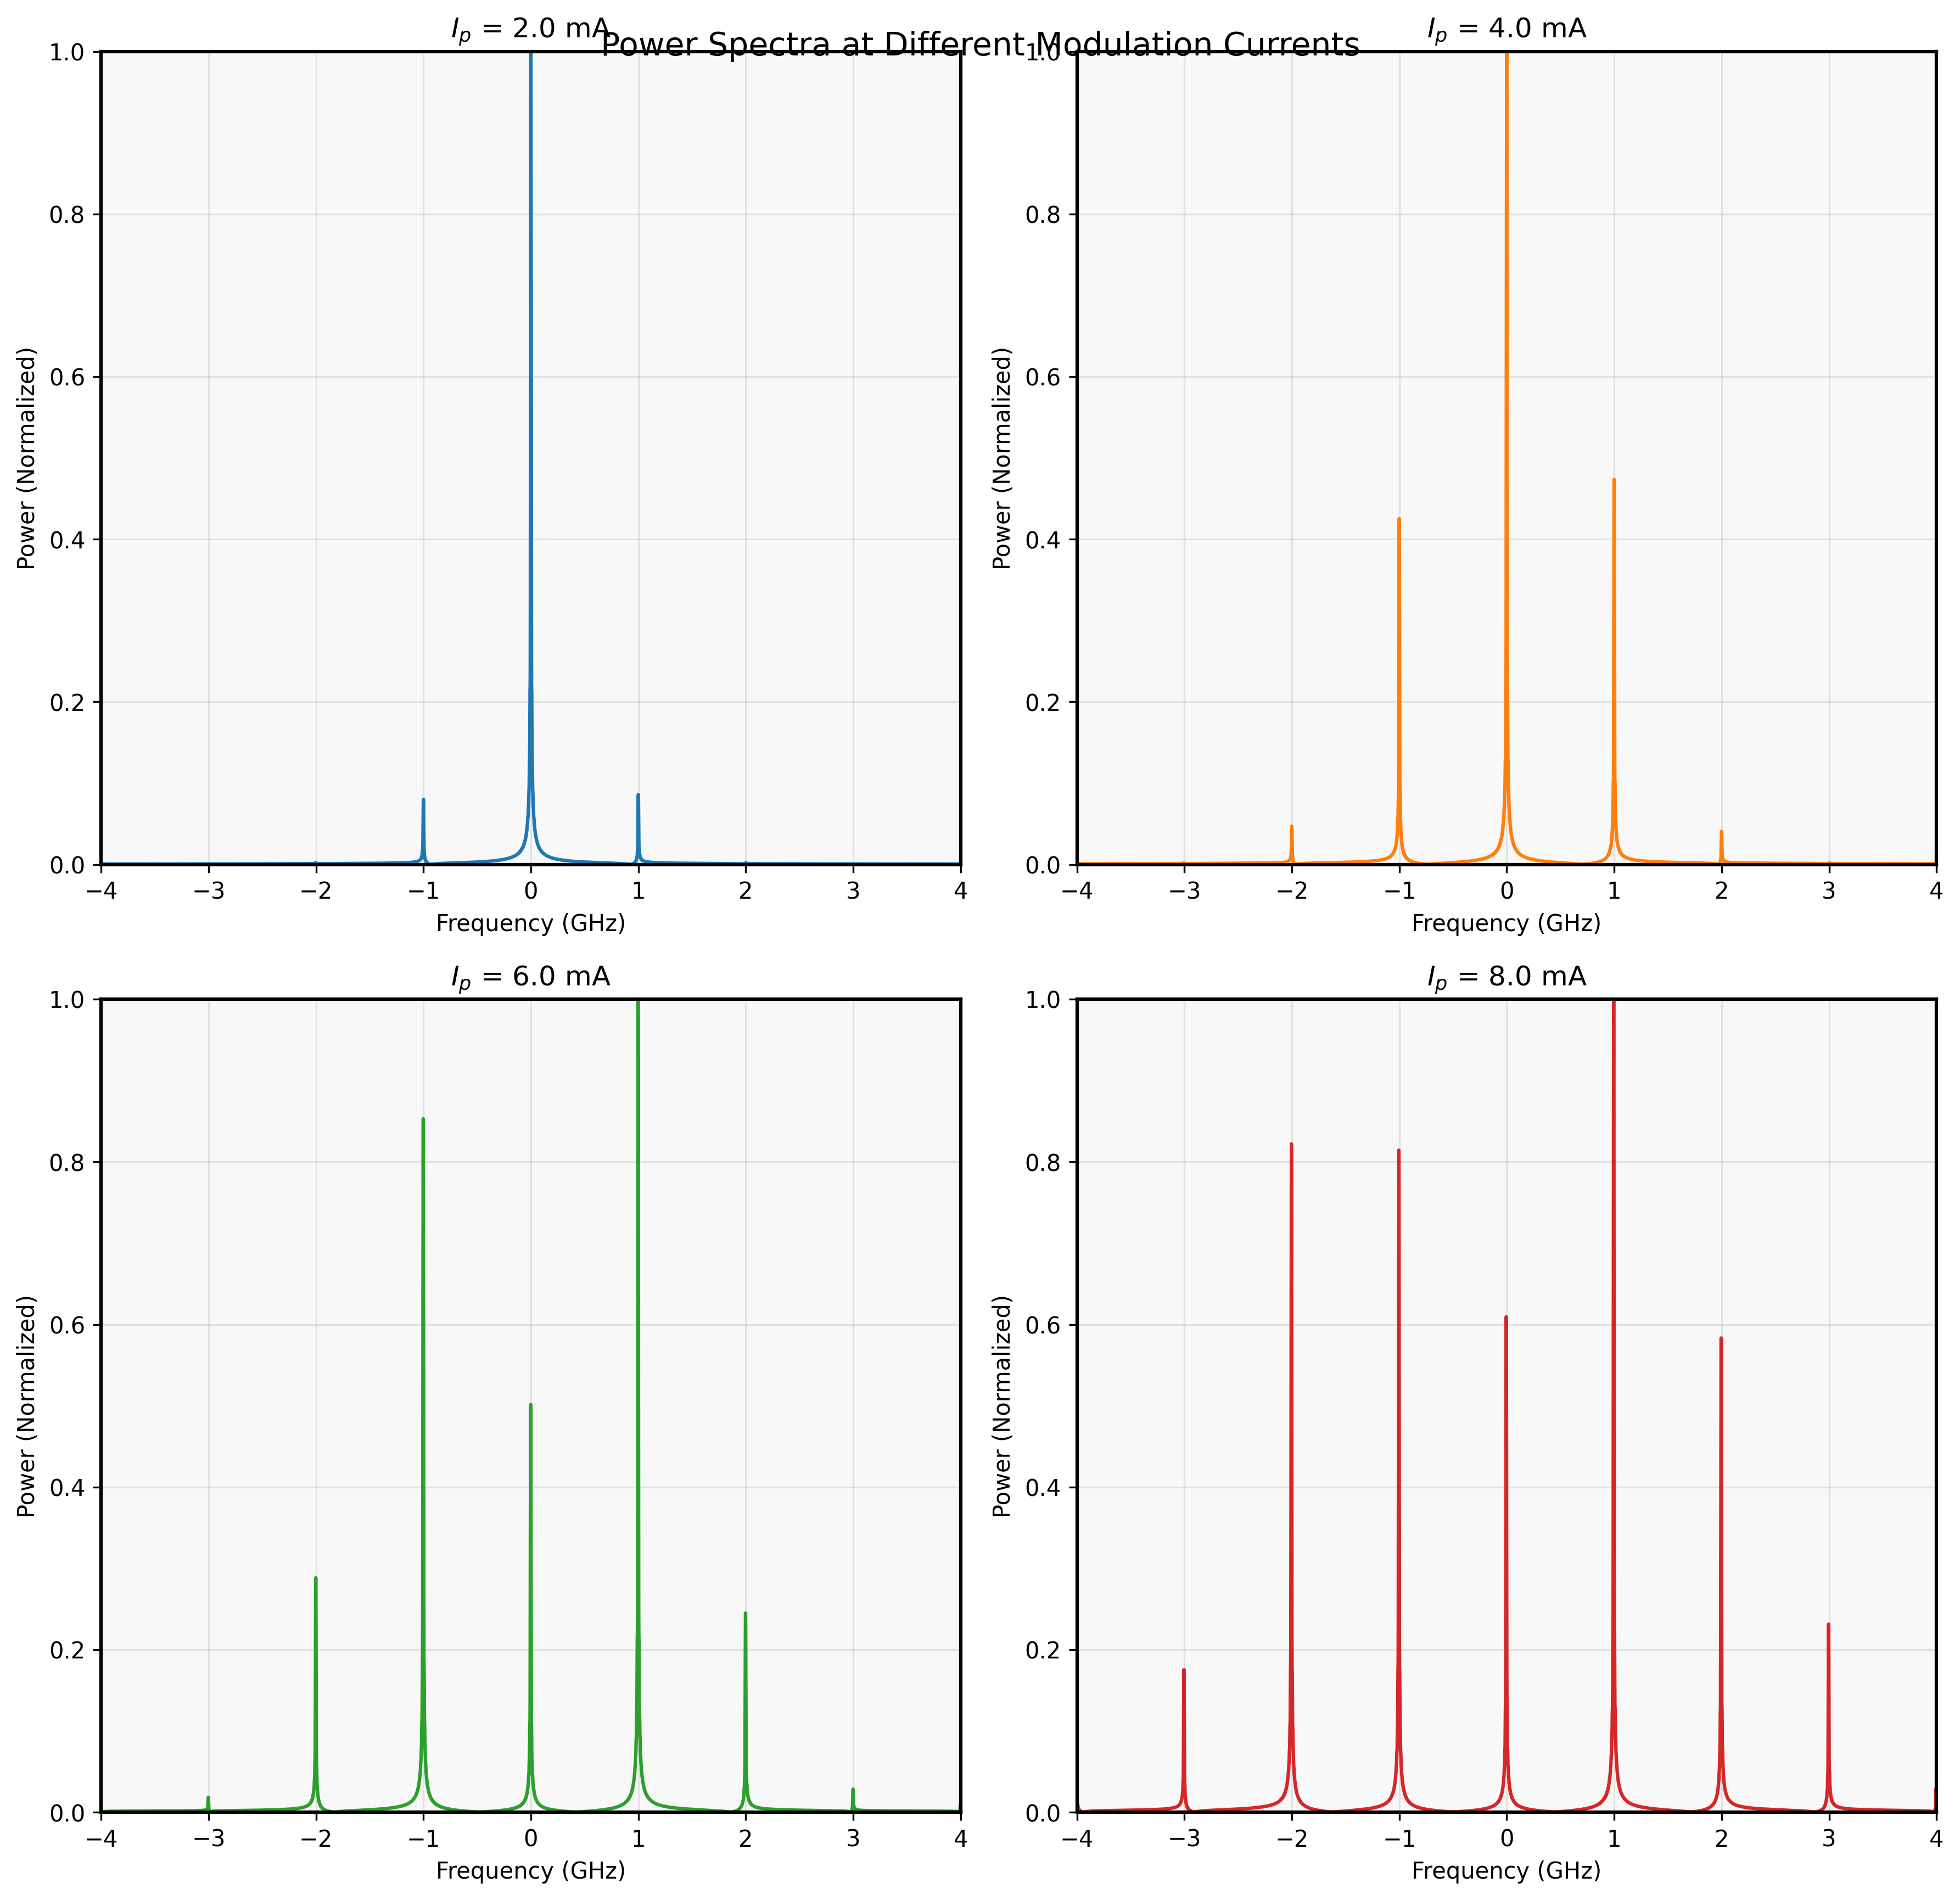 Power Spectra at Different Modulation Currents
I_p = 2.0 mA
1.0
0.8
0.6
0.4
0.2
0.0
Power (Normalized)
−4 −3 −2 −1 0 1 2 3 4
Frequency (GHz)
I_p = 4.0 mA
1.0
0.8
0.6
0.4
0.2
0.0
Power (Normalized)
−4 −3 −2 −1 0 1 2 3 4
Frequency (GHz)
I_p = 6.0 mA
1.0
0.8
0.6
0.4
0.2
0.0
Power (Normalized)
−4 −3 −2 −1 0 1 2 3 4
Frequency (GHz)
I_p = 8.0 mA
1.0
0.8
0.6
0.4
0.2
0.0
Power (Normalized)
−4 −3 −2 −1 0 1 2 3 4
Frequency (GHz)